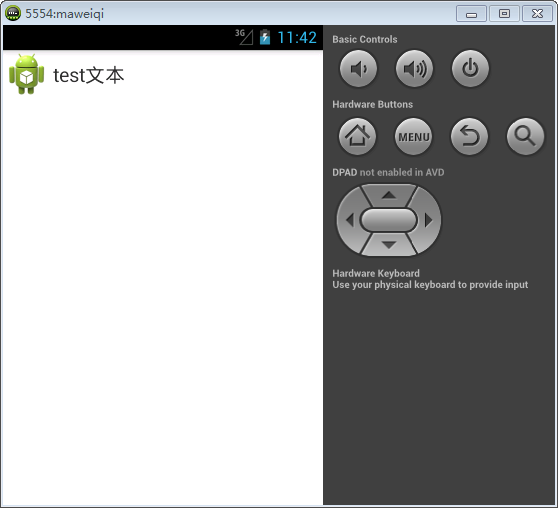 5554:maweiqi
3G 11:42
test文本
Basic Controls
Hardware Buttons
MENU
DPAD not enabled in AVD
Hardware Keyboard
Use your physical keyboard to provide input